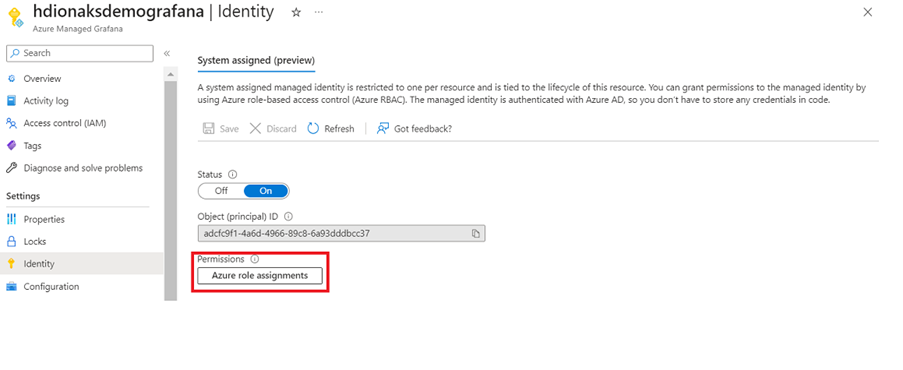 hdionaksdemografana | Identity
Azure Managed Grafana
Search
Overview
Activity log
Access control (IAM)
Tags
Diagnose and solve problems
Settings
Properties
Locks
Identity
Configuration
System assigned (preview)
A system assigned managed identity is restricted to one per resource and is tied to the lifecycle of this resource. You can grant permissions to the managed identity by
using Azure role-based access control (Azure RBAC). The managed identity is authenticated with Azure AD, so you don't have to store any credentials in code.
Save Discard Refresh Got feedback?
Status
Off On
Object (principal) ID
adcfc9f1-4a6d-4966-89c8-6a93dddbcc37
Permissions
Azure role assignments